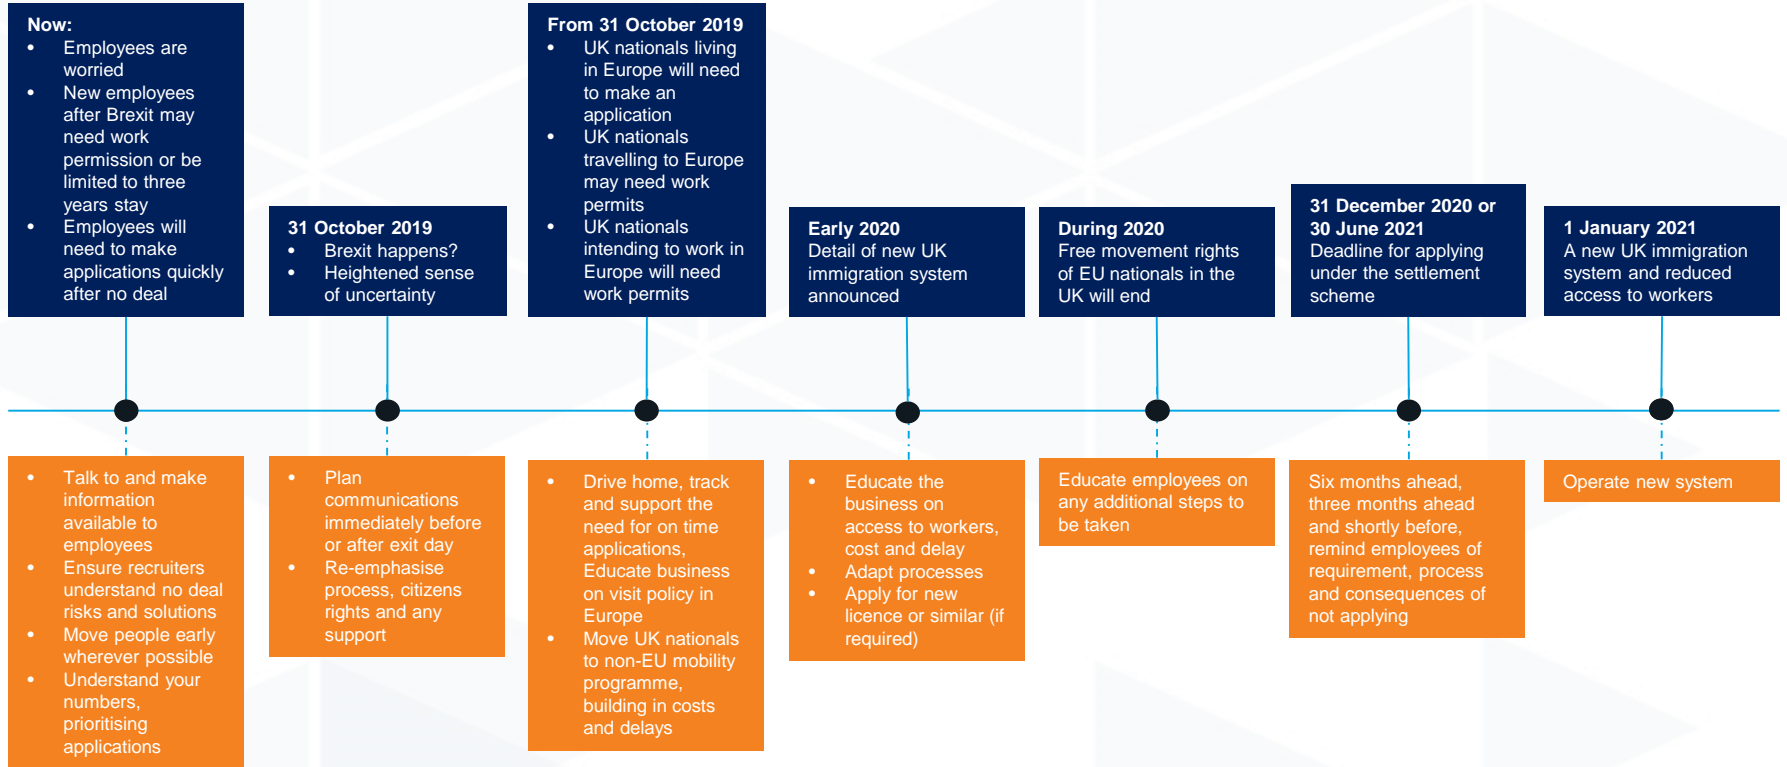 Now:
• Employees are
worried
• New employees
after Brexit may
need work
permission or be
limited to three
years stay
• Employees will
need to make
applications quickly
after no deal
31 October 2019
• Brexit happens?
• Heightened sense
of uncertainty
From 31 October 2019
• UK nationals living
in Europe will need
to make an
application
• UK nationals
travelling to Europe
may need work
permits
• UK nationals
intending to work in
Europe will need
work permits
Early 2020
Detail of new UK
immigration system
announced
During 2020
Free movement rights
of EU nationals in the
UK will end
31 December 2020 or
30 June 2021
Deadline for applying
under the settlement
scheme
1 January 2021
A new UK immigration
system and reduced
access to workers
• Talk to and make
information
available to
employees
• Ensure recruiters
understand no deal
risks and solutions
• Move people early
wherever possible
• Understand your
numbers,
prioritising
applications
• Plan
communications
immediately before
or after exit day
• Re-emphasise
process, citizens
rights and any
support
• Drive home, track
and support the
need for on time
applications,
Educate business
on visit policy in
Europe
• Move UK nationals
to non-EU mobility
programme,
building in costs
and delays
• Educate the
business on
access to workers,
cost and delay
• Adapt processes
• Apply for new
licence or similar (if
required)
Educate employees on
any additional steps to
be taken
Six months ahead,
three months ahead
and shortly before,
remind employees of
requirement, process
and consequences of
not applying
Operate new system